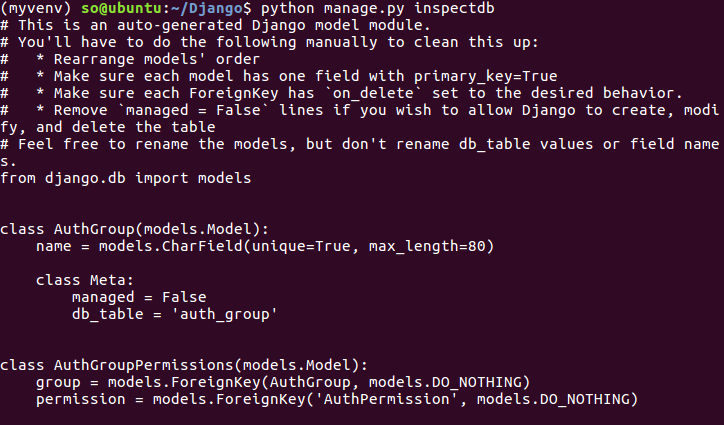 (myvenv) so@ubuntu:~/Django$ python manage.py inspectdb
# This is an auto-generated Django model module.
# You'll have to do the following manually to clean this up:
#   * Rearrange models' order
#   * Make sure each model has one field with primary_key=True
#   * Make sure each ForeignKey has `on_delete` set to the desired behavior.
#   * Remove `managed = False` lines if you wish to allow Django to create, modi
fy, and delete the table
# Feel free to rename the models, but don't rename db_table values or field name
s.
from django.db import models
class AuthGroup(models.Model):
    name = models.CharField(unique=True, max_length=80)
    class Meta:
        managed = False
        db_table = 'auth_group'
class AuthGroupPermissions(models.Model):
    group = models.ForeignKey(AuthGroup, models.DO_NOTHING)
    permission = models.ForeignKey('AuthPermission', models.DO_NOTHING)